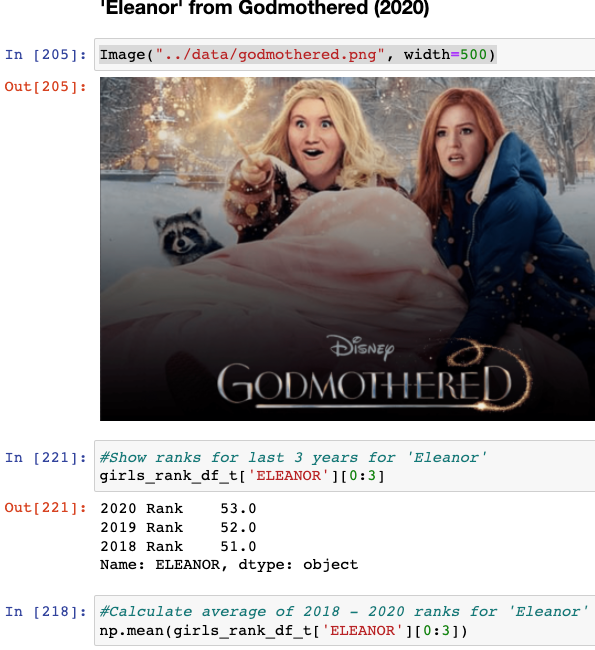 'Eleanor' from Godmothered (2020)
In [205]: Image("../data/godmothered.png", width=500)
Out[205]:
DISNEY
GODMOTHERED
In [221]: #Show ranks for last 3 years for 'Eleanor'
girls_rank_df_t['ELEANOR'][0:3]
Out[221]: 2020 Rank    53.0
2019 Rank    52.0
2018 Rank    51.0
Name: ELEANOR, dtype: object
In [218]: #Calculate average of 2018 - 2020 ranks for 'Eleanor'
np.mean(girls_rank_df_t['ELEANOR'][0:3])